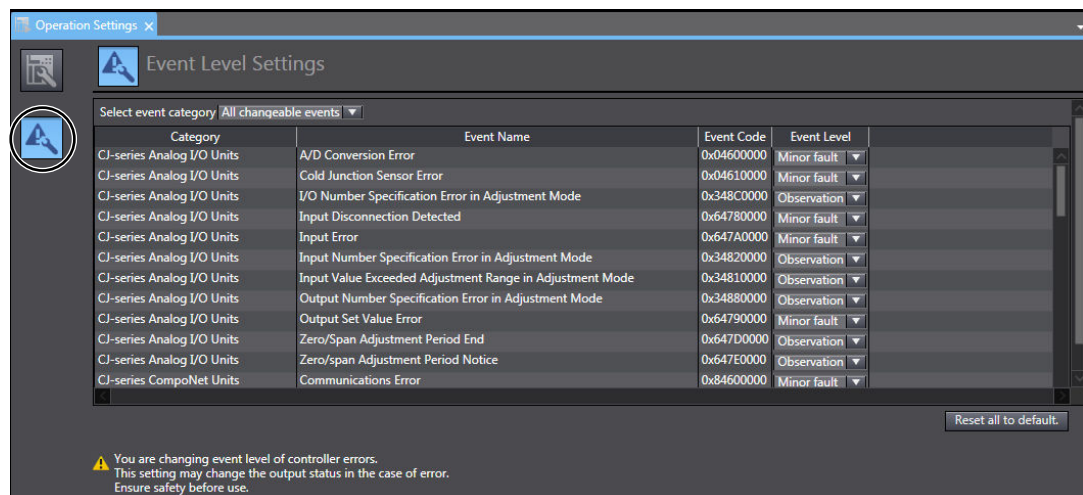 Operation Settings
Event Level Settings
Select event category All changeable events
Category Event Name Event Code Event Level
CJ-series Analog I/O Units A/D Conversion Error 0x04600000 Minor fault
CJ-series Analog I/O Units Cold Junction Sensor Error 0x04610000 Minor fault
CJ-series Analog I/O Units I/O Number Specification Error in Adjustment Mode 0x348C0000 Observation
CJ-series Analog I/O Units Input Disconnection Detected 0x64780000 Minor fault
CJ-series Analog I/O Units Input Error 0x647A0000 Minor fault
CJ-series Analog I/O Units Input Number Specification Error in Adjustment Mode 0x34820000 Observation
CJ-series Analog I/O Units Input Value Exceeded Adjustment Range in Adjustment Mode 0x34810000 Observation
CJ-series Analog I/O Units Output Number Specification Error in Adjustment Mode 0x34880000 Observation
CJ-series Analog I/O Units Output Set Value Error 0x64790000 Minor fault
CJ-series Analog I/O Units Zero/Span Adjustment Period End 0x647D0000 Observation
CJ-series Analog I/O Units Zero/span Adjustment Period Notice 0x647E0000 Observation
CJ-series CompoNet Units Communications Error 0x84600000 Minor fault
Reset all to default.
You are changing event level of controller errors.
This setting may change the output status in the case of error.
Ensure safety before use.